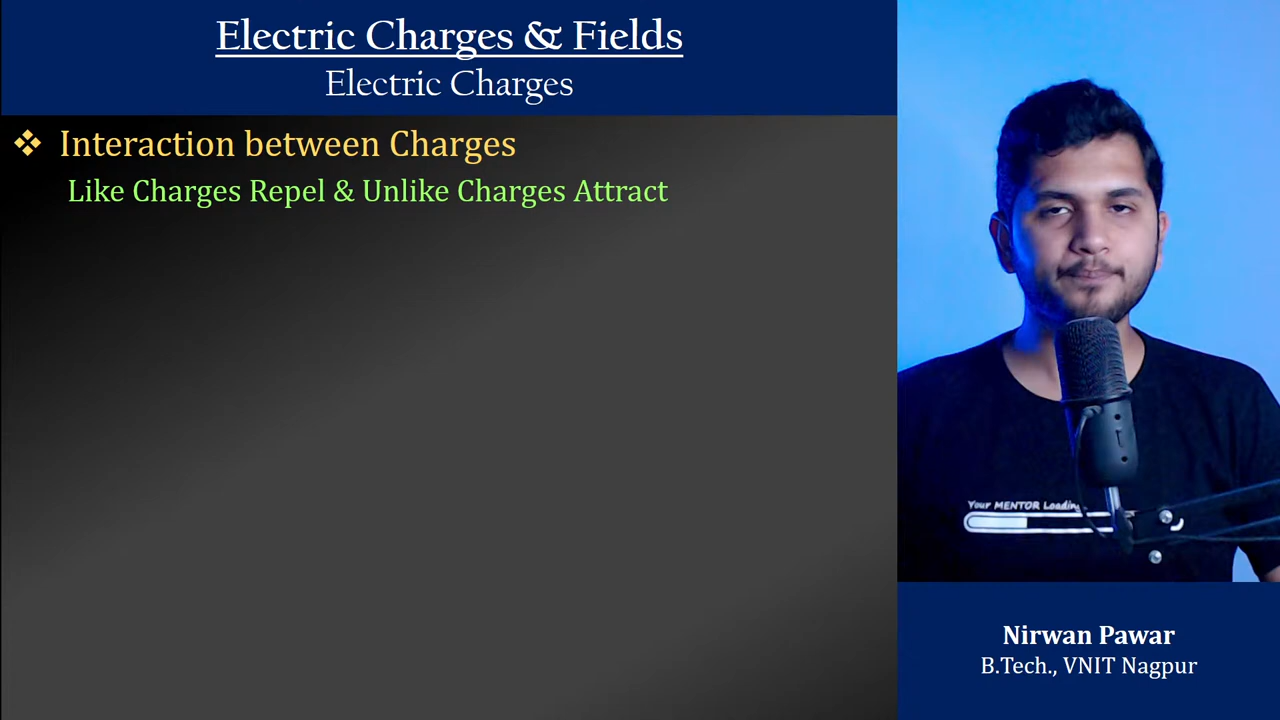 Electric Charges & Fields
Electric Charges
❖ Interaction between Charges
Like Charges Repel & Unlike Charges Attract
Your MENTOR Loading
Nirwan Pawar
B.Tech., VNIT Nagpur